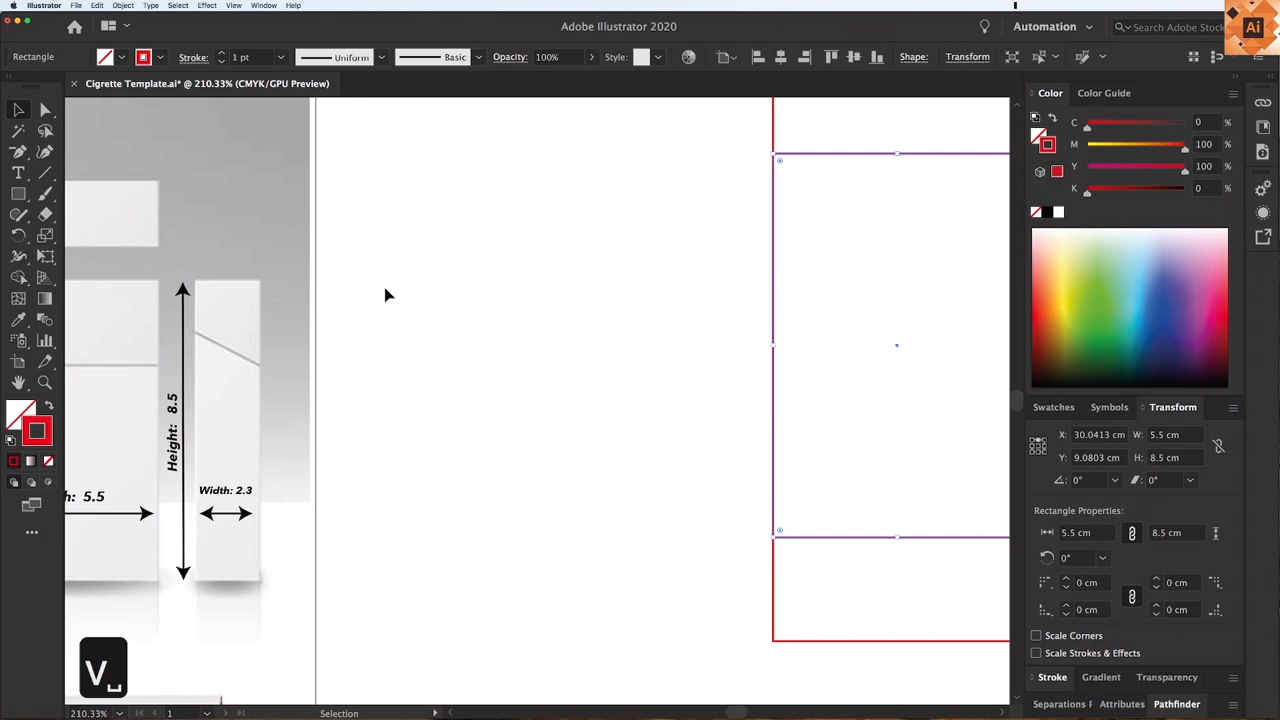 Illustrator File Edit Object Type Select Effect View Window Help
Adobe Illustrator 2020
Automation
Search Adobe Stock
Ai
Rectangle
Stroke: 1 pt
Uniform
Basic
Opacity: 100%
Style:
Shape:
Transform
Cigrette Template.ai* @ 210.33% (CMYK/GPU Preview)
Color Color Guide
C 0 %
M 100 %
Y 100 %
K 0 %
Height: 8.5
h: 5.5
Width: 2.3
Swatches Symbols Transform
X: 30.0413 cm W: 5.5 cm
Y: 9.0803 cm H: 8.5 cm
0° 0°
Rectangle Properties:
5.5 cm 8.5 cm
0°
0 cm 0 cm
0 cm 0 cm
Scale Corners
Scale Strokes & Effects
Stroke Gradient Transparency
Separations Attributes Pathfinder
V
210.33% 1 Selection